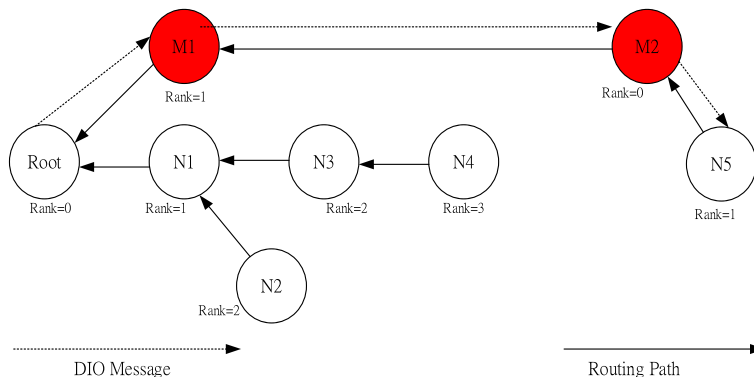 M1
M2
Rank=1
Rank=0
Root
N1
N3
N4
N5
Rank=0
Rank=1
Rank=2
Rank=3
Rank=1
N2
Rank=2
DIO Message
Routing Path